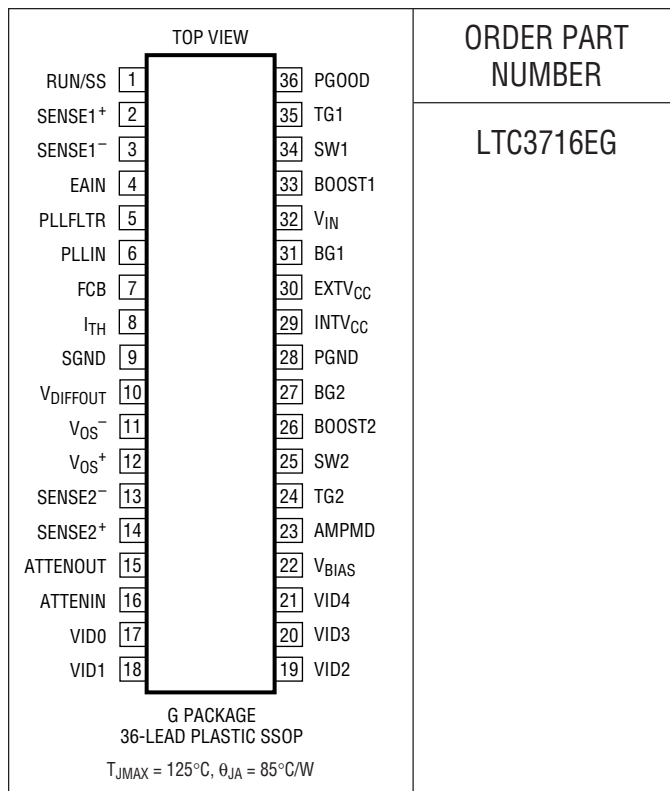 TOP VIEW
RUN/SS 1
SENSE1+ 2
SENSE1– 3
EAIN 4
PLLFLTR 5
PLLIN 6
FCB 7
ITH 8
SGND 9
VDIFFOUT 10
VOS– 11
VOS+ 12
SENSE2– 13
SENSE2+ 14
ATTENOUT 15
ATTENIN 16
VID0 17
VID1 18
36 PGOOD
35 TG1
34 SW1
33 BOOST1
32 VIN
31 BG1
30 EXTVCC
29 INTVCC
28 PGND
27 BG2
26 BOOST2
25 SW2
24 TG2
23 AMPMD
22 VBIAS
21 VID4
20 VID3
19 VID2
G PACKAGE
36-LEAD PLASTIC SSOP
TJMAX = 125°C, θJA = 85°C/W
ORDER PART
NUMBER
LTC3716EG